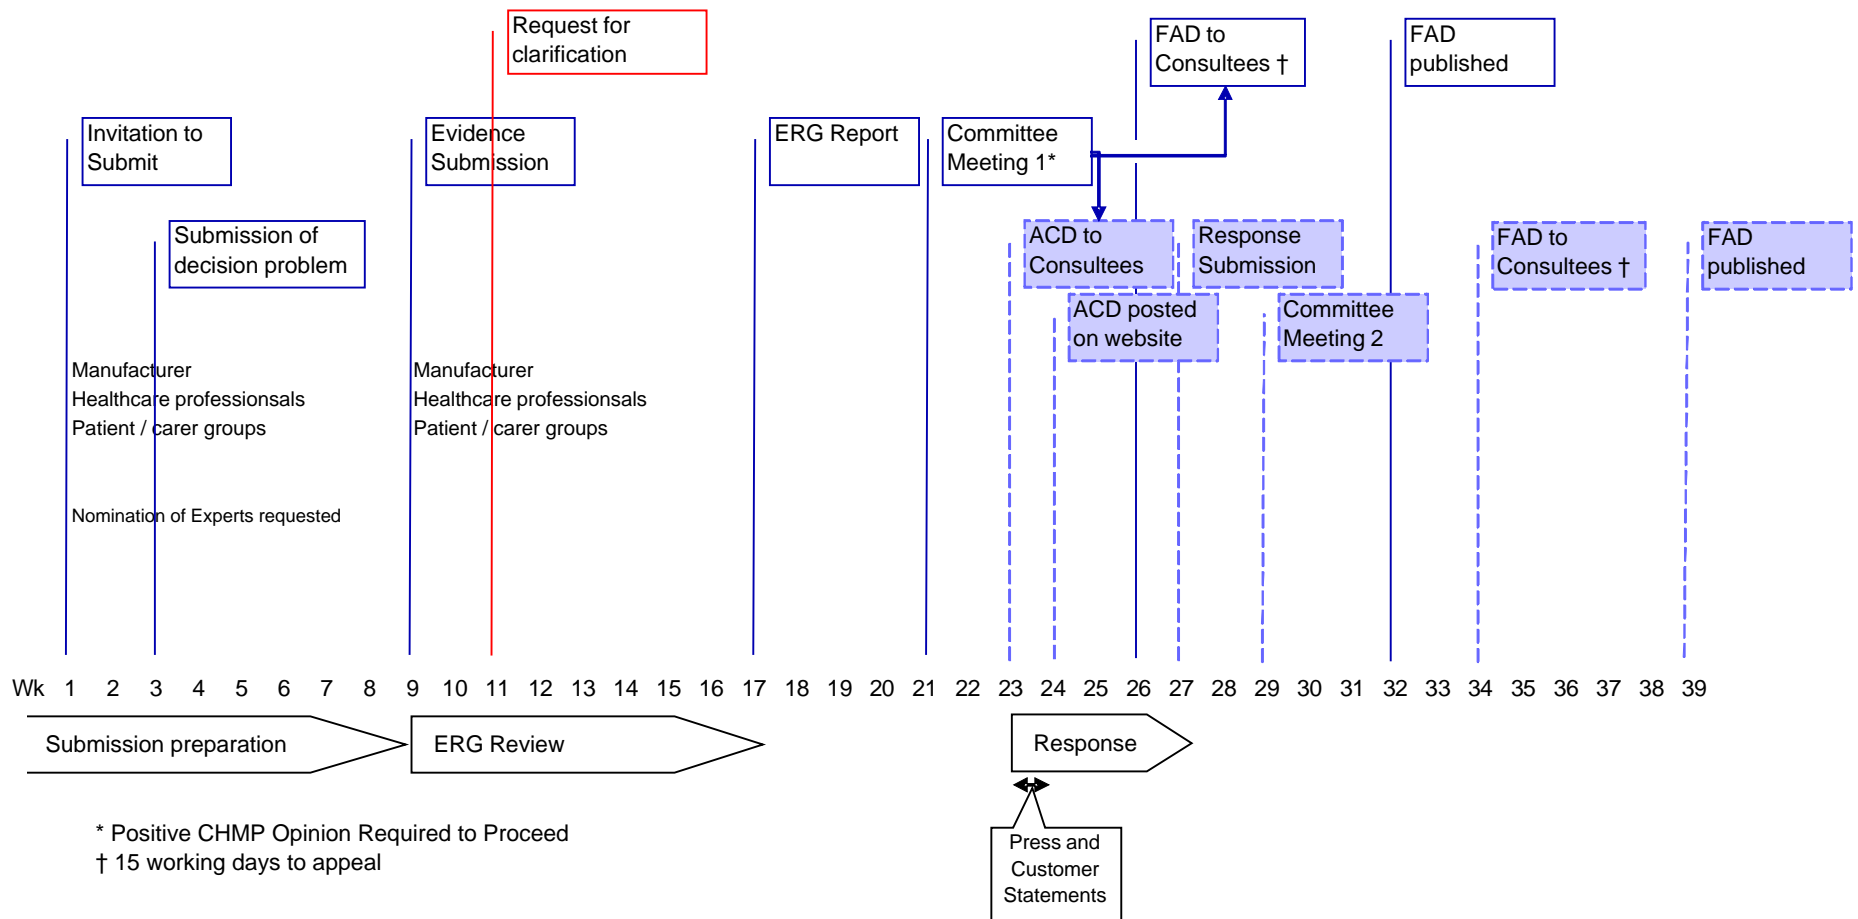 Request for
clarification
FAD to
Consultees †
FAD
published
Invitation to
Submit
Evidence
Submission
ERG Report
Committee
Meeting 1*
Submission of
decision problem
ACD to
Consultees
Response
Submission
FAD to
Consultees †
FAD
published
ACD posted
on website
Committee
Meeting 2
Manufacturer
Healthcare professionsals
Patient / carer groups
Manufacturer
Healthcare professionsals
Patient / carer groups
Nomination of Experts requested
Wk 1 2 3 4 5 6 7 8 9 10 11 12 13 14 15 16 17 18 19 20 21 22 23 24 25 26 27 28 29 30 31 32 33 34 35 36 37 38 39
Submission preparation
ERG Review
Response
* Positive CHMP Opinion Required to Proceed
† 15 working days to appeal
Press and
Customer
Statements